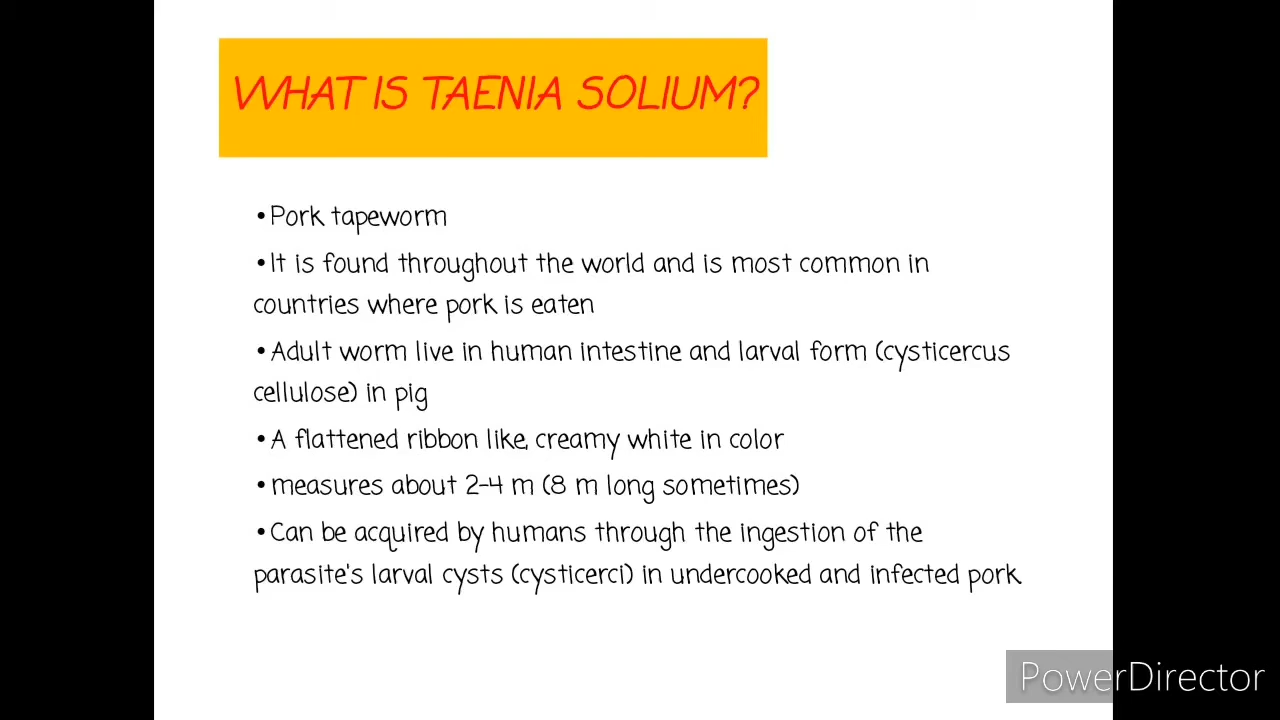 WHAT IS TAENIA SOLIUM?
•Pork tapeworm
•It is found throughout the world and is most common in
countries where pork is eaten
•Adult worm live in human intestine and larval form (cysticercus
cellulose) in pig
•A flattened ribbon like, creamy white in color
•measures about 2-4 m (8 m long sometimes)
•Can be acquired by humans through the ingestion of the
parasite's larval cysts (cysticerci) in undercooked and infected pork
PowerDirector